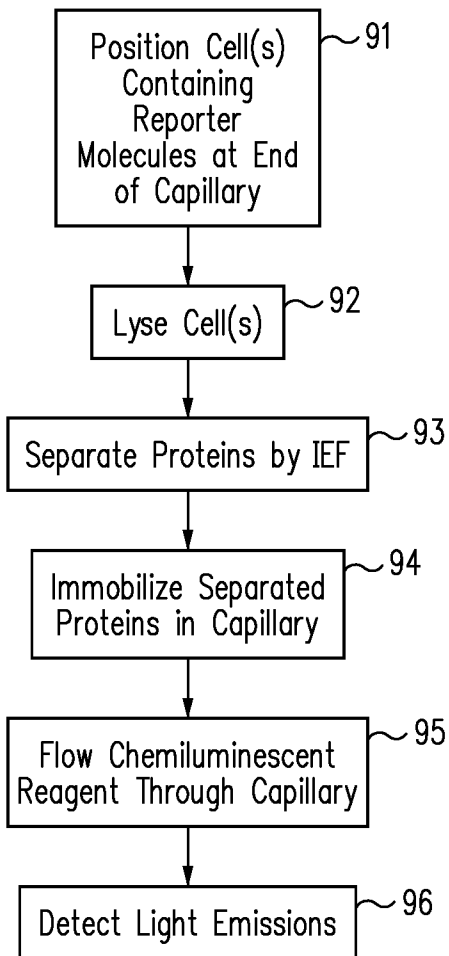 Position Cell(s)
Containing
Reporter
Molecules at End
of Capillary
91
Lyse Cell(s)
92
Separate Proteins by IEF
93
Immobilize Separated
Proteins in Capillary
94
Flow Chemiluminescent
Reagent Through Capillary
95
Detect Light Emissions
96